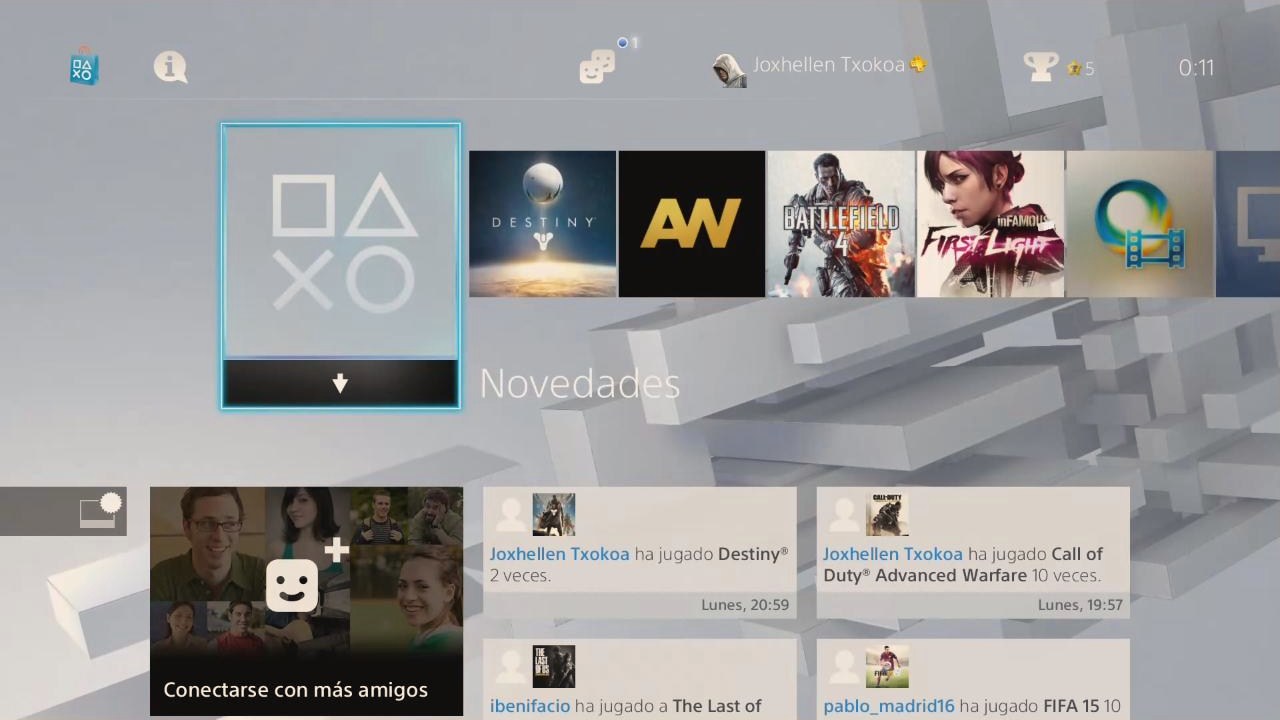 1
Joxhellen Txokoa
5
0:11
DESTINY
AW
BATTLEFIELD
4
inFAMOUS
FIRST LIGHT
Novedades
Conectarse con más amigos
Joxhellen Txokoa ha jugado Destiny®
2 veces.
Lunes, 20:59
CALL OF DUTY
Joxhellen Txokoa ha jugado Call of
Duty® Advanced Warfare 10 veces.
Lunes, 19:57
THE LAST OF US
ibenifacio ha jugado a The Last of
FIFA 15
pablo_madrid16 ha jugado FIFA 15 10